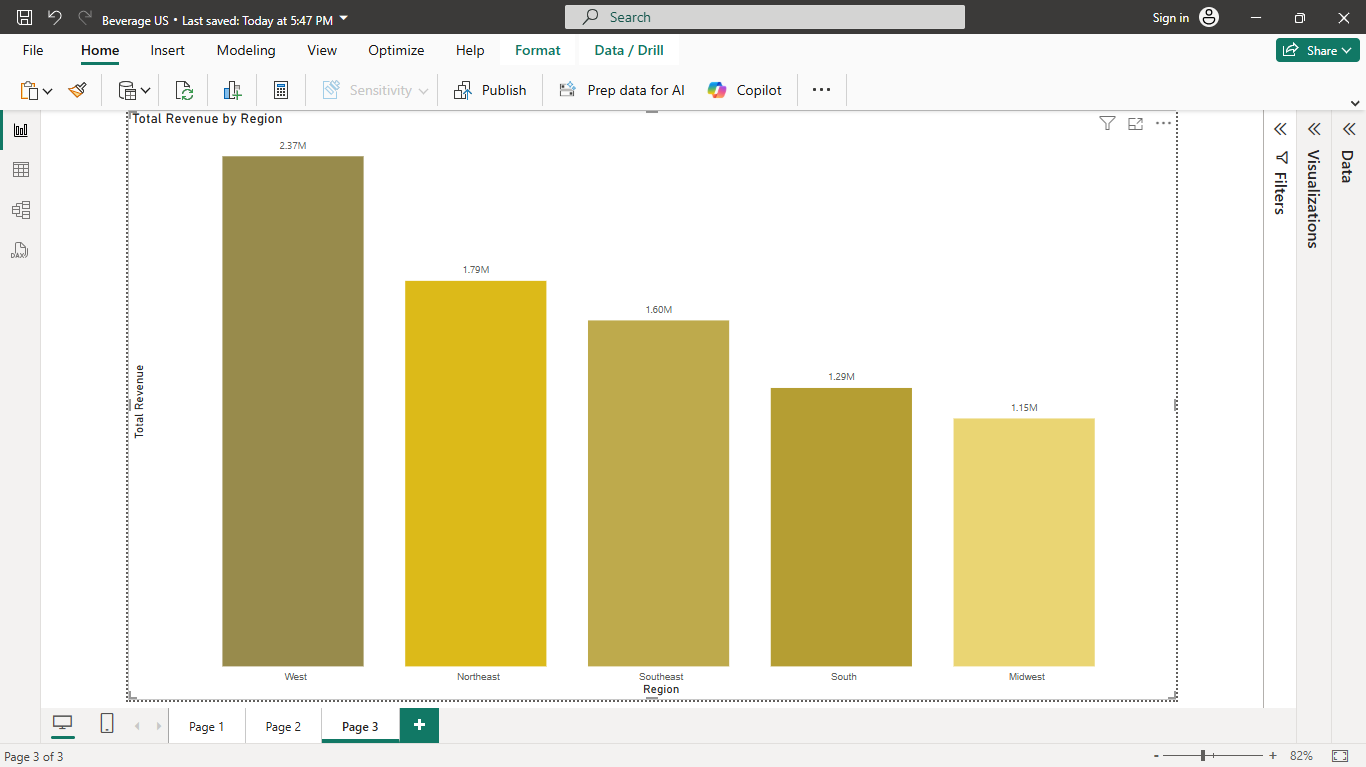 Beverage US • Last saved: Today at 5:47 PM
Search
Sign in
File Home Insert Modeling View Optimize Help Format Data / Drill
Share
Sensitivity Publish Prep data for AI Copilot
DAX
Total Revenue by Region
2.37M
1.79M
1.60M
1.29M
1.15M
Total Revenue
West Northeast Southeast South Midwest
Region
Filters
Visualizations
Data
Page 1 Page 2 Page 3 +
Page 3 of 3
- + 82%